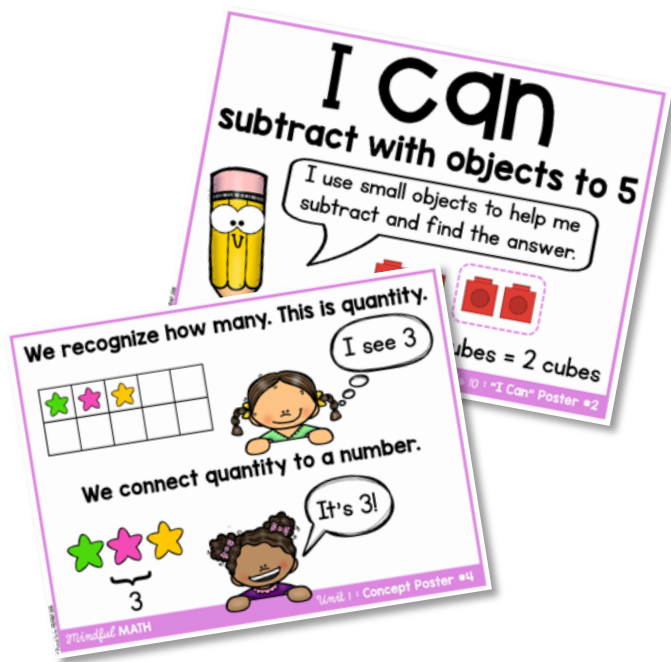 I can
subtract with objects to 5
I use small objects to help me
subtract and find the answer.
= 2 cubes
10 : "I Can" Poster #2
We recognize how many. This is quantity.
I see 3
We connect quantity to a number.
It's 3!
3
Mindful MATH
Unit 1 : Concept Poster #4